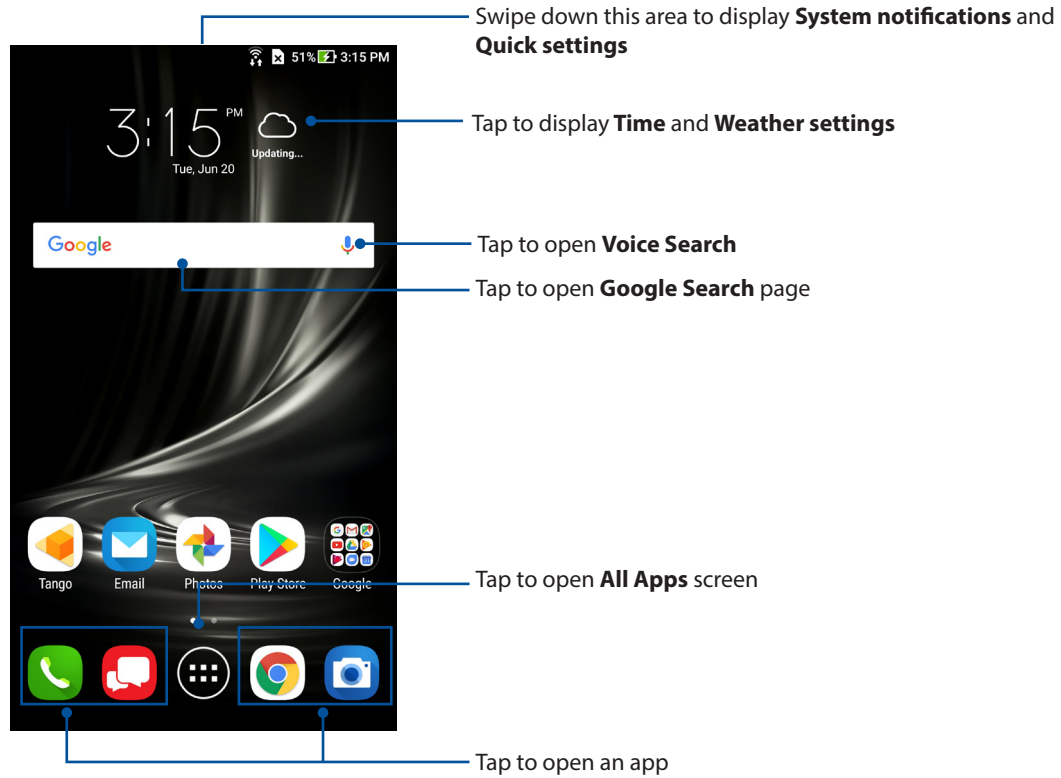 Swipe down this area to display System notifications and
Quick settings
51% 3:15 PM
3:15 PM
Updating...
Tue, Jun 20
Tap to display Time and Weather settings
Google
Tap to open Voice Search
Tap to open Google Search page
Tango Email Photos Play Store Google
Tap to open All Apps screen
Tap to open an app